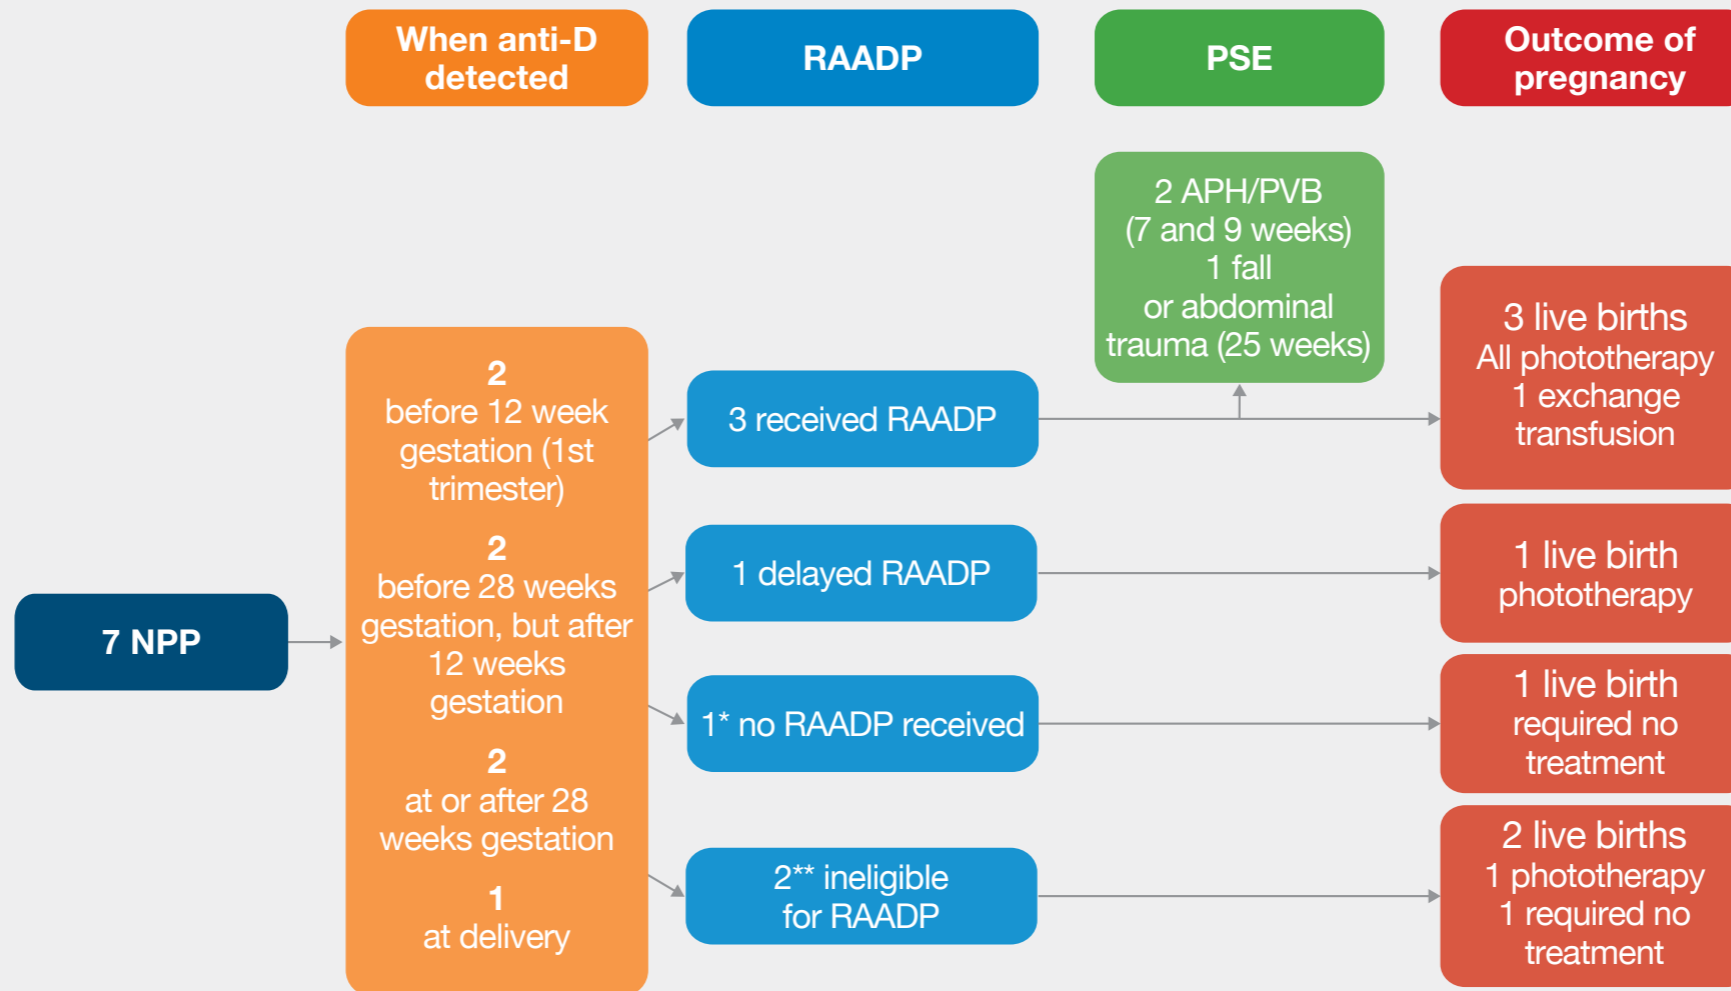 When anti-D
detected
RAADP
PSE
Outcome of
pregnancy
7 NPP
2
before 12 week
gestation (1st
trimester)
2
before 28 weeks
gestation, but after
12 weeks
gestation
2
at or after 28
weeks gestation
1
at delivery
3 received RAADP
1 delayed RAADP
1* no RAADP received
2** ineligible
for RAADP
2 APH/PVB
(7 and 9 weeks)
1 fall
or abdominal
trauma (25 weeks)
3 live births
All phototherapy
1 exchange
transfusion
1 live birth
phototherapy
1 live birth
required no
treatment
2 live births
1 phototherapy
1 required no
treatment